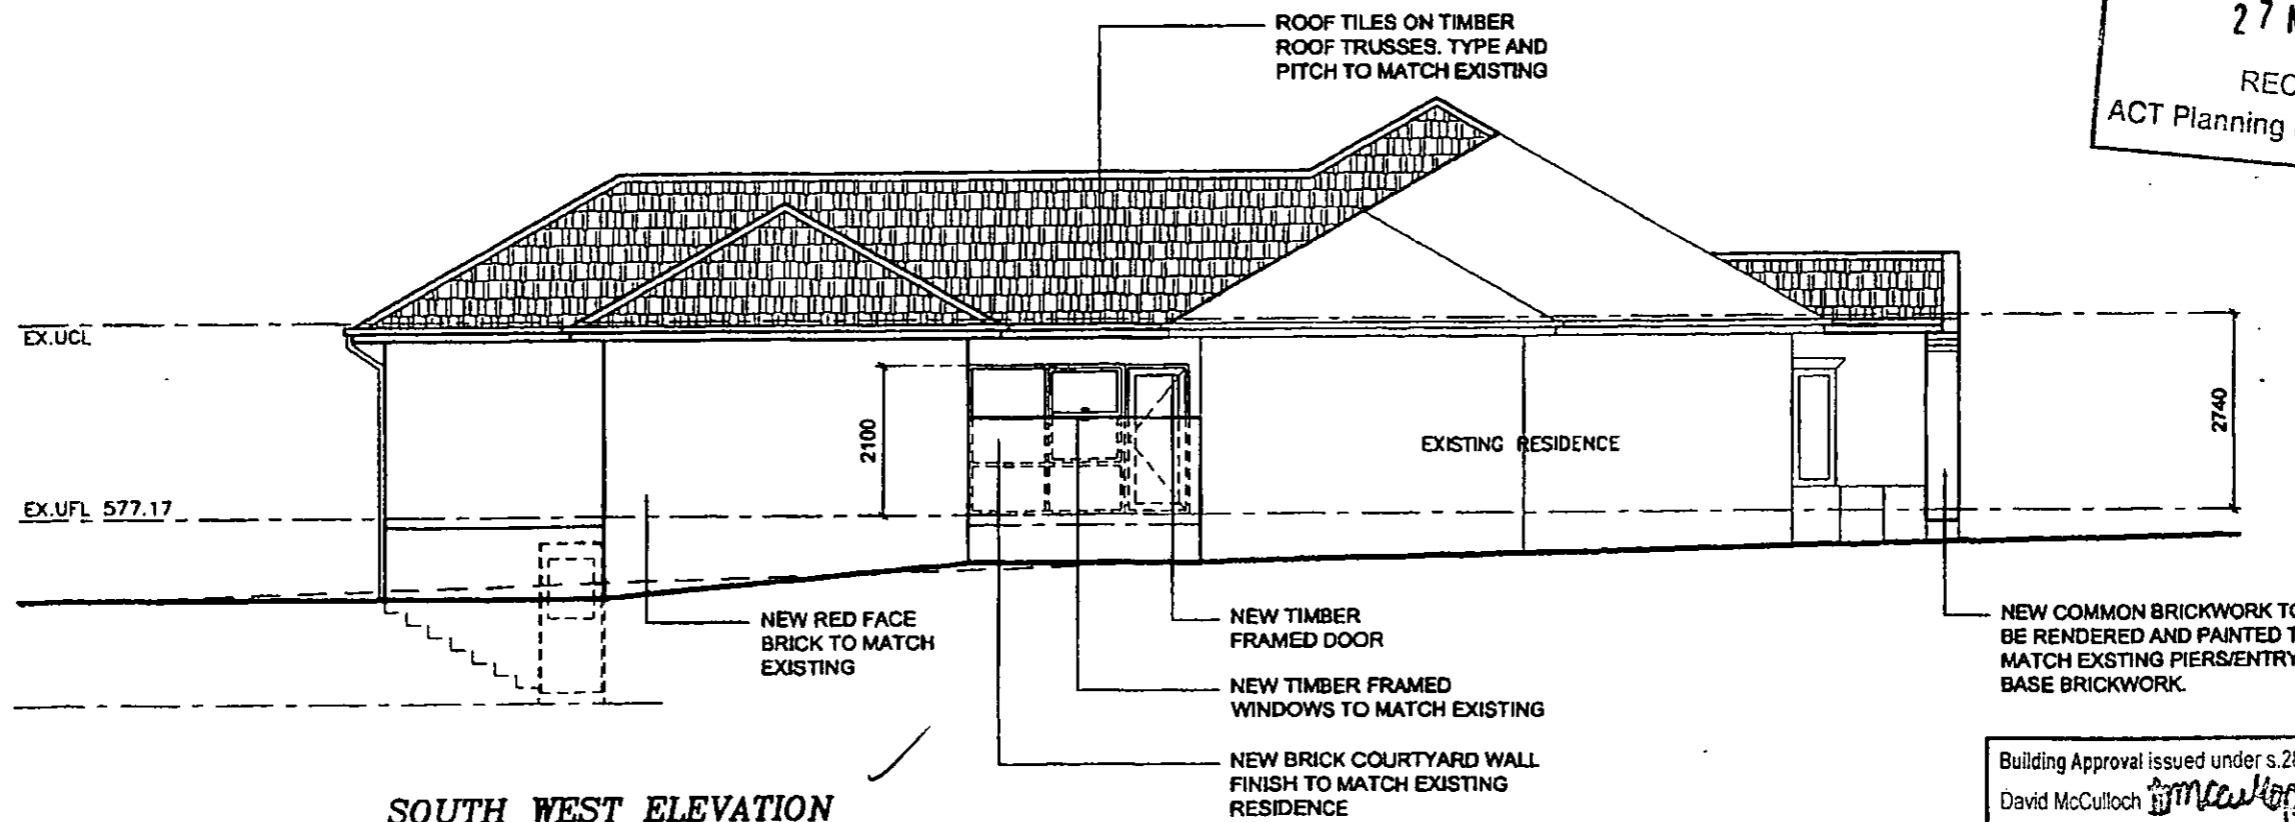 ROOF TILES ON TIMBER
ROOF TRUSSES. TYPE AND
PITCH TO MATCH EXISTING
27
REC
ACT Planning
EX.UCL
2100
2740
EXISTING RESIDENCE
EX.UFL 577.17
NEW RED FACE
BRICK TO MATCH
EXISTING
NEW TIMBER
FRAMED DOOR
NEW TIMBER FRAMED
WINDOWS TO MATCH EXISTING
NEW BRICK COURTYARD WALL
FINISH TO MATCH EXISTING
RESIDENCE
NEW COMMON BRICKWORK TO
BE RENDERED AND PAINTED T
MATCH EXSTING PIERS/ENTRY
BASE BRICKWORK.
SOUTH WEST ELEVATION
Building Approval issued under s.28
David McCulloch